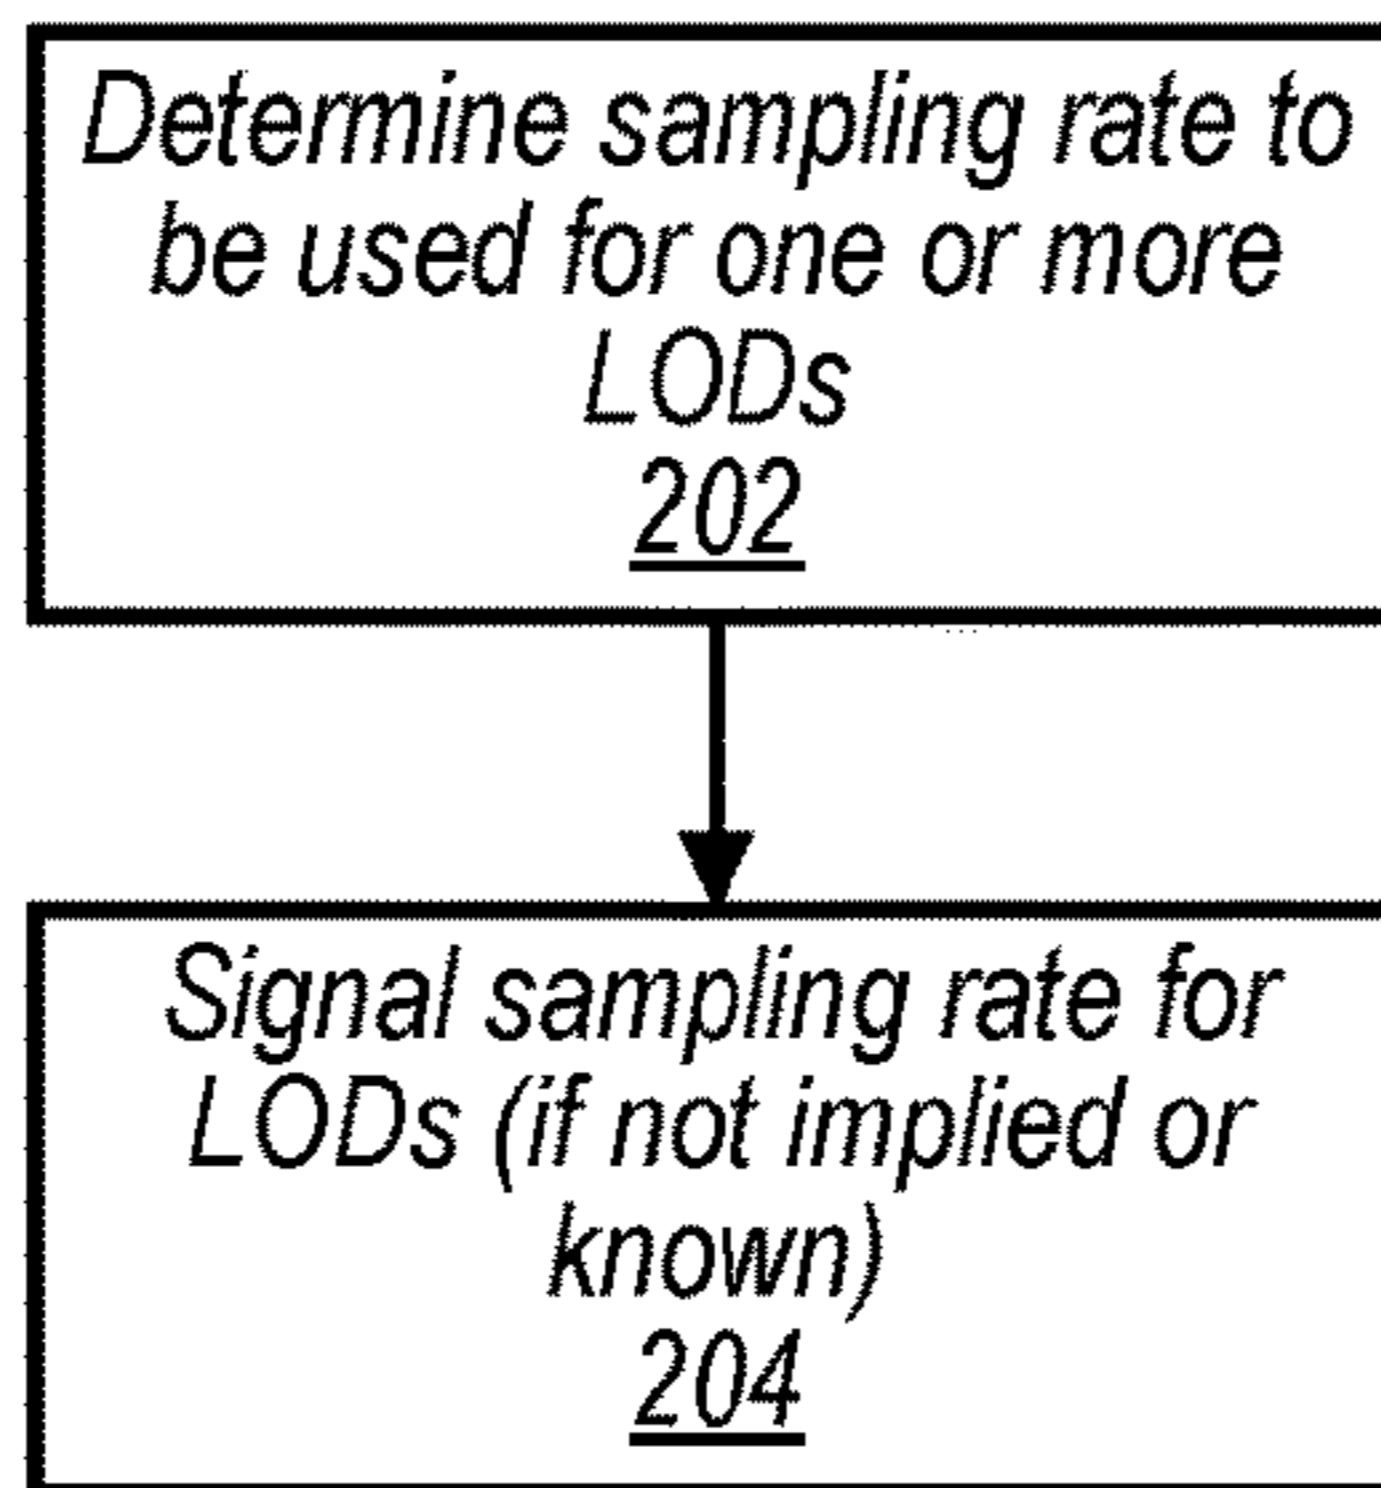 Determine sampling rate to
be used for one or more
LODs
202
Signal sampling rate for
LODs (if not implied or
known)
204